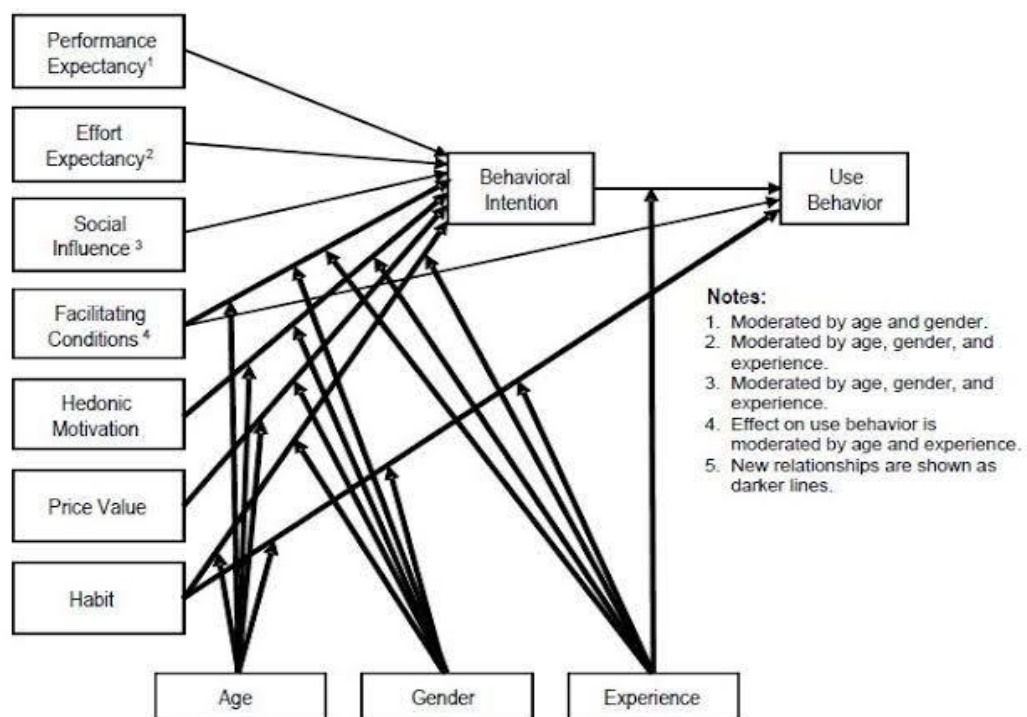 Performance
Expectancy¹
Effort
Expectancy²
Social
Influence ³
Facilitating
Conditions ⁴
Hedonic
Motivation
Price Value
Habit
Behavioral
Intention
Use
Behavior
Notes:
1. Moderated by age and gender.
2. Moderated by age, gender, and
experience.
3. Moderated by age, gender, and
experience.
4. Effect on use behavior is
moderated by age and experience.
5. New relationships are shown as
darker lines.
Age
Gender
Experience